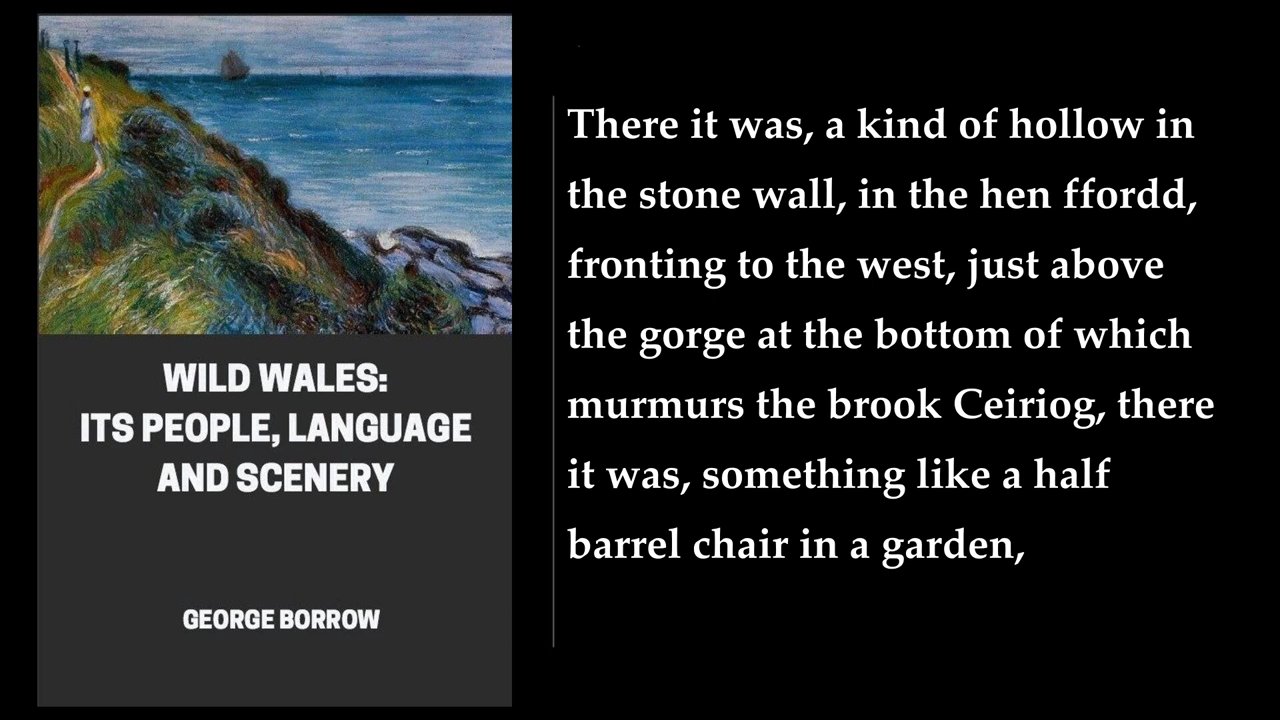 WILD WALES:
ITS PEOPLE, LANGUAGE
AND SCENERY
GEORGE BORROW
There it was, a kind of hollow in
the stone wall, in the hen ffordd,
fronting to the west, just above
the gorge at the bottom of which
murmurs the brook Ceiriog, there
it was, something like a half
barrel chair in a garden,